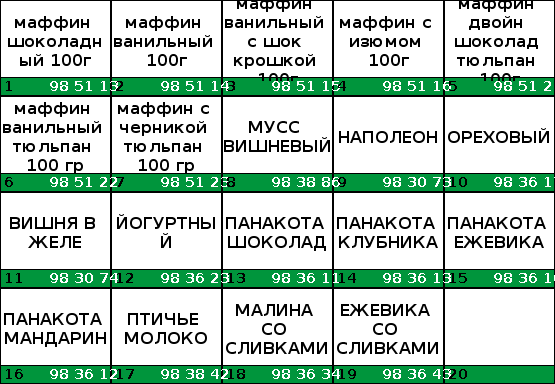 маффин
шоколадн
ый 100г
1 98 51 13
маффин
ванильный
100г
2 98 51 14
маффин
ванильный
с шок
крошкой
100г
3 98 51 15
маффин с
изюмом
100г
4 98 51 16
маффин
двойн
шоколад
тюльпан
100г
5 98 51 2
маффин
ванильный
тюльпан
100 гр
6 98 51 22
маффин с
черникой
тюльпан
100 гр
7 98 51 23
МУСС
ВИШНЕВЫЙ
8 98 38 86
НАПОЛЕОН
9 98 30 73
ОРЕХОВЫЙ
10 98 36 1
ВИШНЯ В
ЖЕЛЕ
11 98 30 74
ЙОГУРТНЫ
Й
12 98 36 23
ПАНАКОТА
ШОКОЛАД
13 98 36 11
ПАНАКОТА
КЛУБНИКА
14 98 36 13
ПАНАКОТА
ЕЖЕВИКА
15 98 36 10
ПАНАКОТА
МАНДАРИН
16 98 36 12
ПТИЧЬЕ
МОЛОКО
17 98 38 42
МАЛИНА
СО
СЛИВКАМИ
18 98 36 34
ЕЖЕВИКА
СО
СЛИВКАМИ
19 98 36 43
20